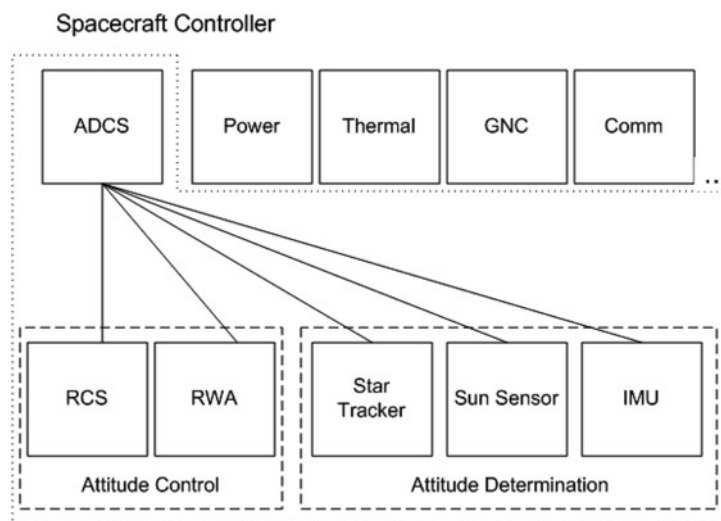 Spacecraft Controller
ADCS
Power
Thermal
GNC
Comm
..
RCS
RWA
Star
Tracker
Sun Sensor
IMU
Attitude Control
Attitude Determination